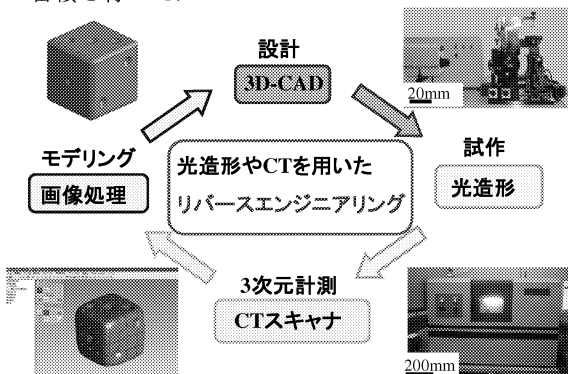 設計
3D-CAD
20mm
モデリング
画像処理
光造形やCTを用いた
リバースエンジニアリング
試作
光造形
3次元計測
CTスキャナ
200mm